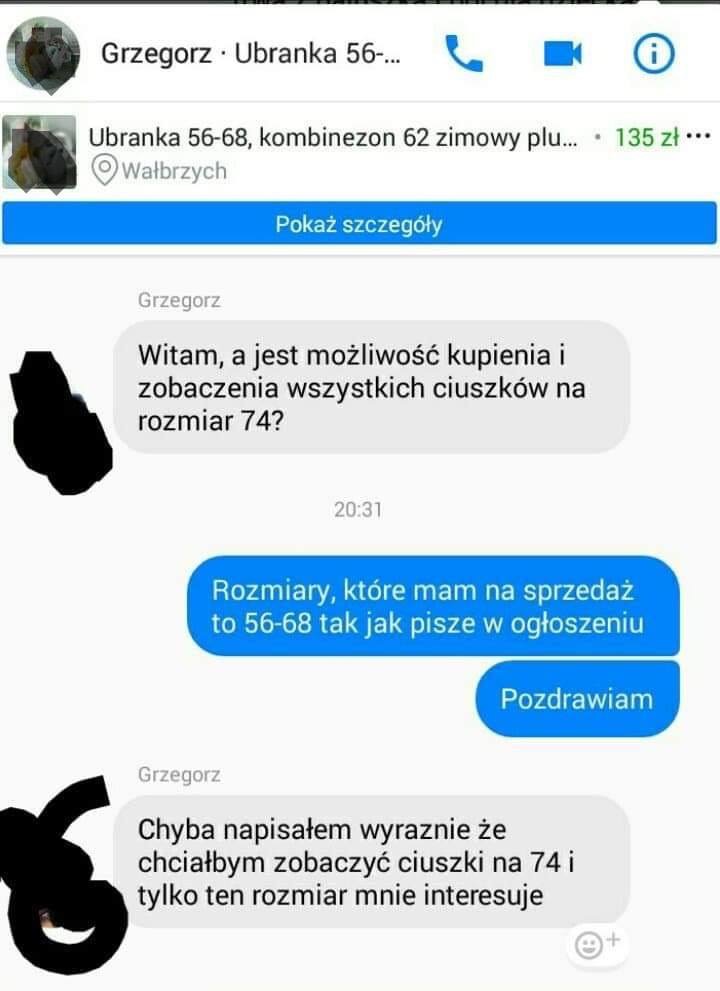 Grzegorz · Ubranka 56-...
Ubranka 56-68, kombinezon 62 zimowy plu... • 135 zł •••
Wałbrzych
Pokaż szczegóły
Grzegorz
Witam, a jest możliwość kupienia i
zobaczenia wszystkich ciuszków na
rozmiar 74?
20:31
Rozmiary, które mam na sprzedaż
to 56-68 tak jak pisze w ogłoszeniu
Pozdrawiam
Grzegorz
Chyba napisałem wyraznie że
chciałbym zobaczyć ciuszki na 74 i
tylko ten rozmiar mnie interesuje